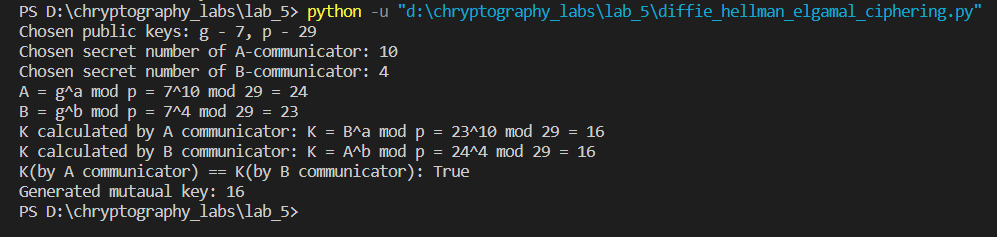 PS D:\chryptography_labs\lab_5> python -u "d:\chryptography_labs\lab_5\diffie_hellman_elgamal_ciphering.py"
Chosen public keys: g - 7, p - 29
Chosen secret number of A-communicator: 10
Chosen secret number of B-communicator: 4
A = g^a mod p = 7^10 mod 29 = 24
B = g^b mod p = 7^4 mod 29 = 23
K calculated by A communicator: K = B^a mod p = 23^10 mod 29 = 16
K calculated by B communicator: K = A^b mod p = 24^4 mod 29 = 16
K(by A communicator) == K(by B communicator): True
Generated mutaual key: 16
PS D:\chryptography_labs\lab_5>